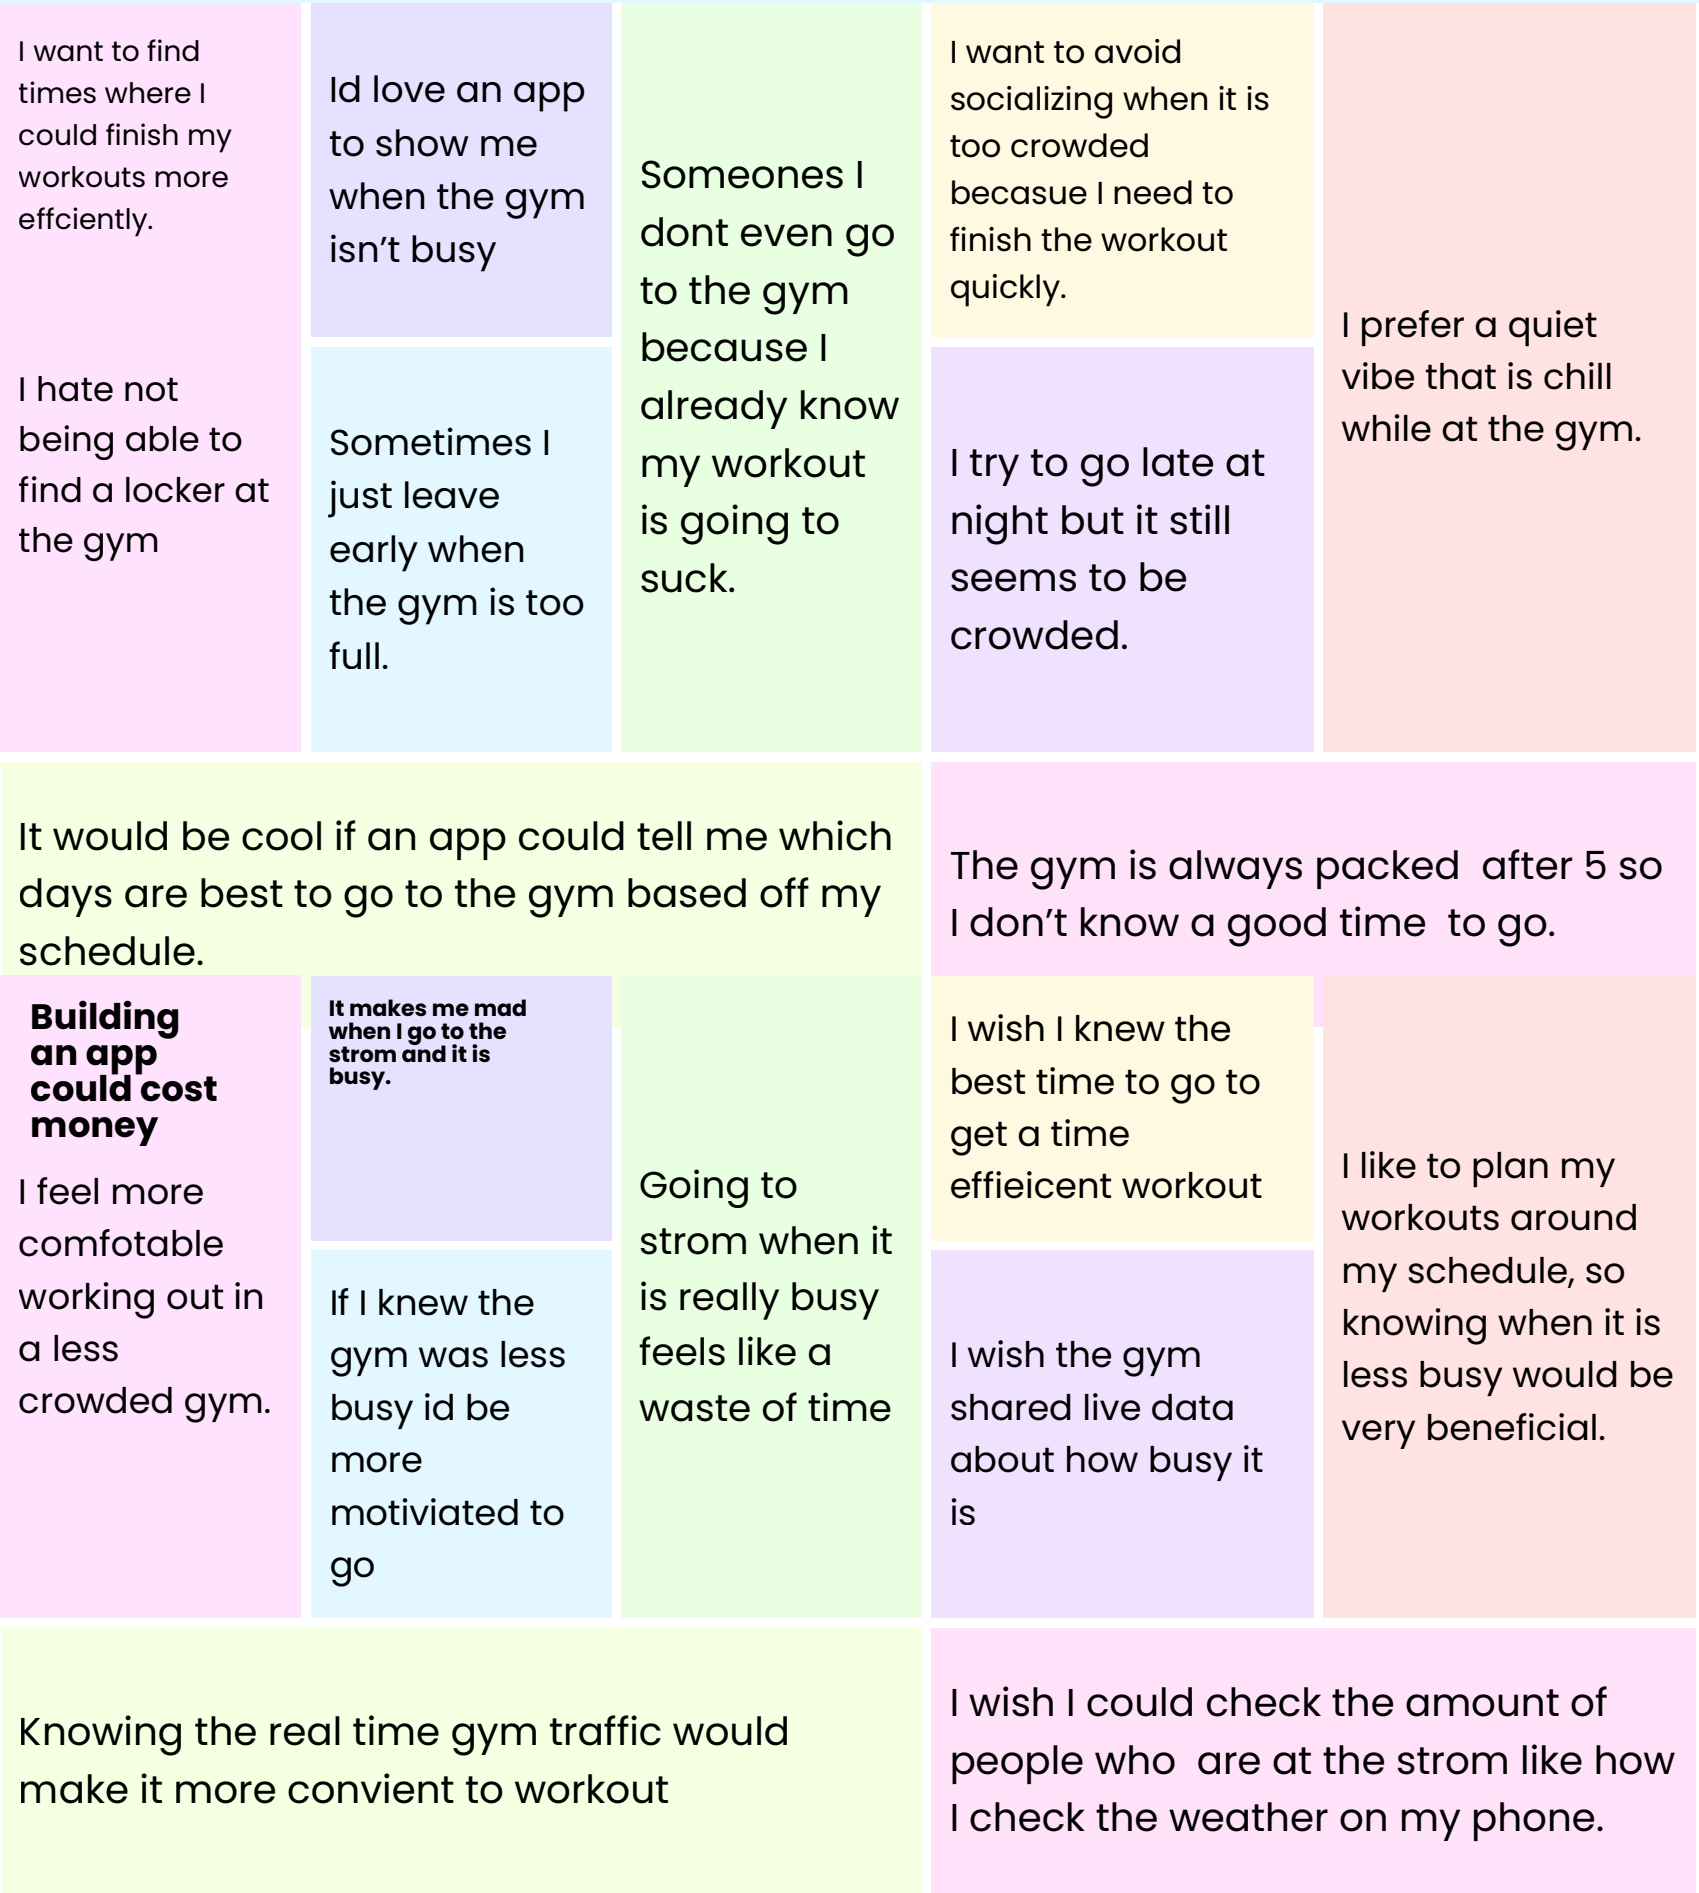 I want to find
times where I
could finish my
workouts more
effciently.
I hate not
being able to
find a locker at
the gym
Id love an app
to show me
when the gym
isn't busy
Sometimes I
just leave
early when
the gym is too
full.
Someones I
dont even go
to the gym
because I
already know
my workout
is going to
suck.
I want to avoid
socializing when it is
too crowded
becasue I need to
finish the workout
quickly.
I try to go late at
night but it still
seems to be
crowded.
I prefer a quiet
vibe that is chill
while at the gym.
It would be cool if an app could tell me which
days are best to go to the gym based off my
schedule.
The gym is always packed  after 5 so
I don't know a good time  to go.
Building
an app
could cost
money
I feel more
comfotable
working out in
a less
crowded gym.
It makes me mad
when I go to the
strom and it is
busy.
If I knew the
gym was less
busy id be
more
motiviated to
go
Going to
strom when it
is really busy
feels like a
waste of time
I wish I knew the
best time to go to
get a time
effieicent workout
I wish the gym
shared live data
about how busy it
is
I like to plan my
workouts around
my schedule, so
knowing when it is
less busy would be
very beneficial.
Knowing the real time gym traffic would
make it more convient to workout
I wish I could check the amount of
people who  are at the strom like how
I check the weather on my phone.